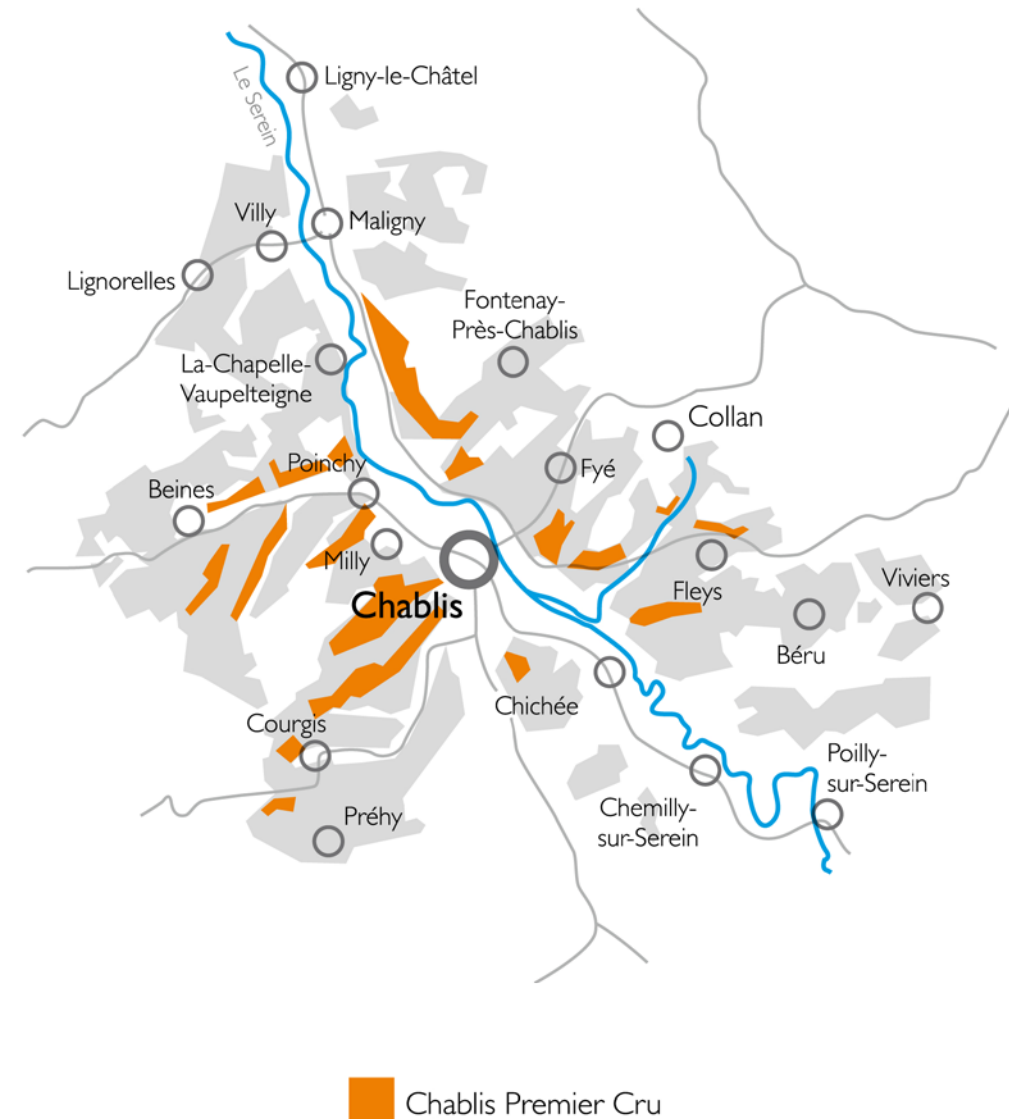 Ligny-le-Châtel
Le Serein
Villy
Maligny
Lignorelles
Fontenay-
Près-Chablis
La-Chapelle-
Vaupelteigne
Collan
Poinchy
Fyé
Beines
Milly
Chablis
Fleys
Viviers
Béru
Chichée
Courgis
Poilly-
sur-Serein
Chemilly-
sur-Serein
Préhy
Chablis Premier Cru